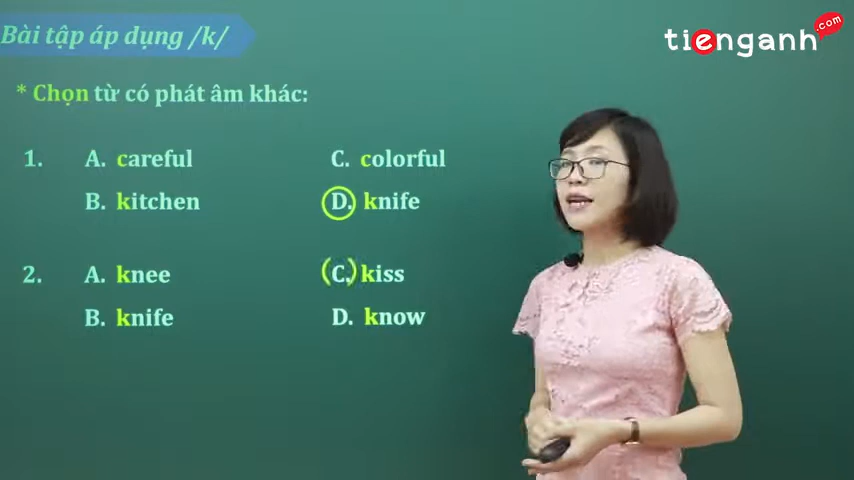 Bài tập áp dụng /k/
tienganh.com
* Chọn từ có phát âm khác:
1. A. careful C. colorful
B. kitchen D. knife
2. A. knee C. kiss
B. knife D. know